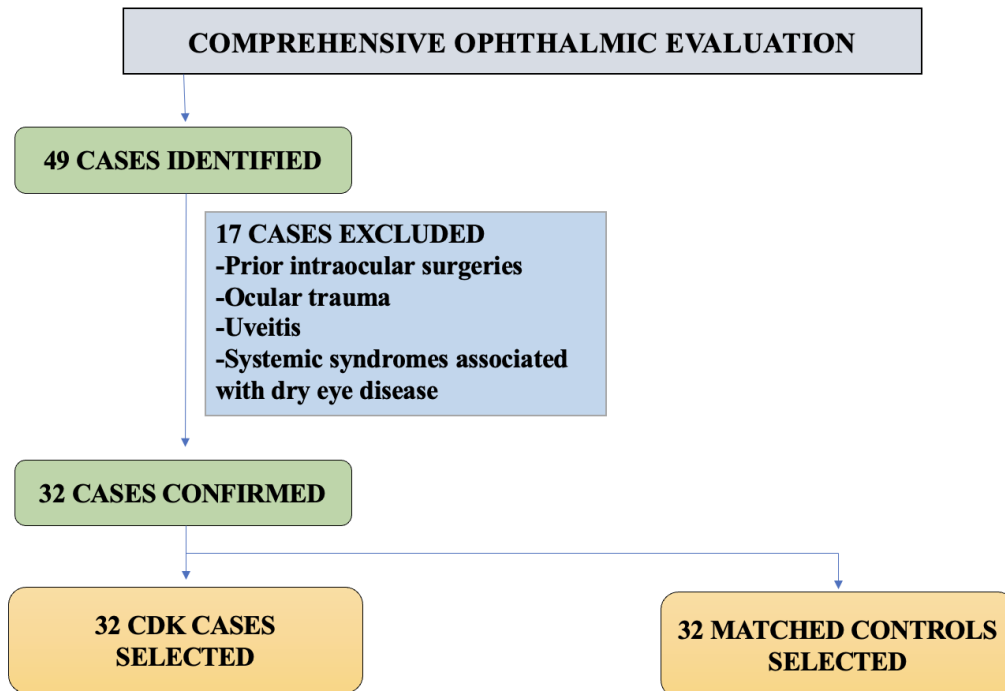 COMPREHENSIVE OPHTHALMIC EVALUATION
49 CASES IDENTIFIED
17 CASES EXCLUDED
-Prior intraocular surgeries
-Ocular trauma
-Uveitis
-Systemic syndromes associated
with dry eye disease
32 CASES CONFIRMED
32 CDK CASES
SELECTED
32 MATCHED CONTROLS
SELECTED